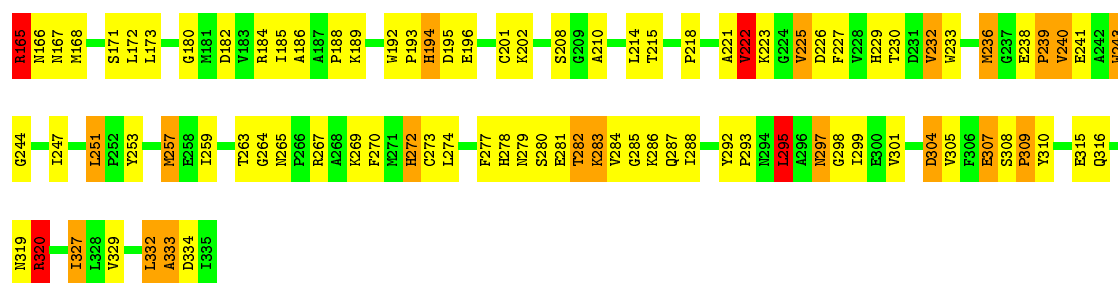 R165 N166 N167 M168 S171 L172 L173 G180 M181 D182 V183 R184 I185 A186 A187 P188 K189 W192 P193 H194 D195 E196 C201 K202 S208 G209 A210 L214 T215 P218 A221 V222 K223 G224 V225 D226 F227 V228 H229 T230 D231 V232 W233 M236 G237 E238 P239 V240 E241 A242 W243
G244 I247 L251 P252 Y253 M257 E258 I259 T263 G264 N265 P266 R267 A268 K269 F270 M271 H272 C273 L274 F277 H278 N279 S280 E281 T282 K283 V284 G285 K286 Q287 I288 Y292 P293 N294 L295 A296 N297 G298 I299 E300 V301 D304 V305 F306 E307 S308 P309 Y310 E315 Q316
N319 R320 I327 L328 V329 L332 A333 D334 I335